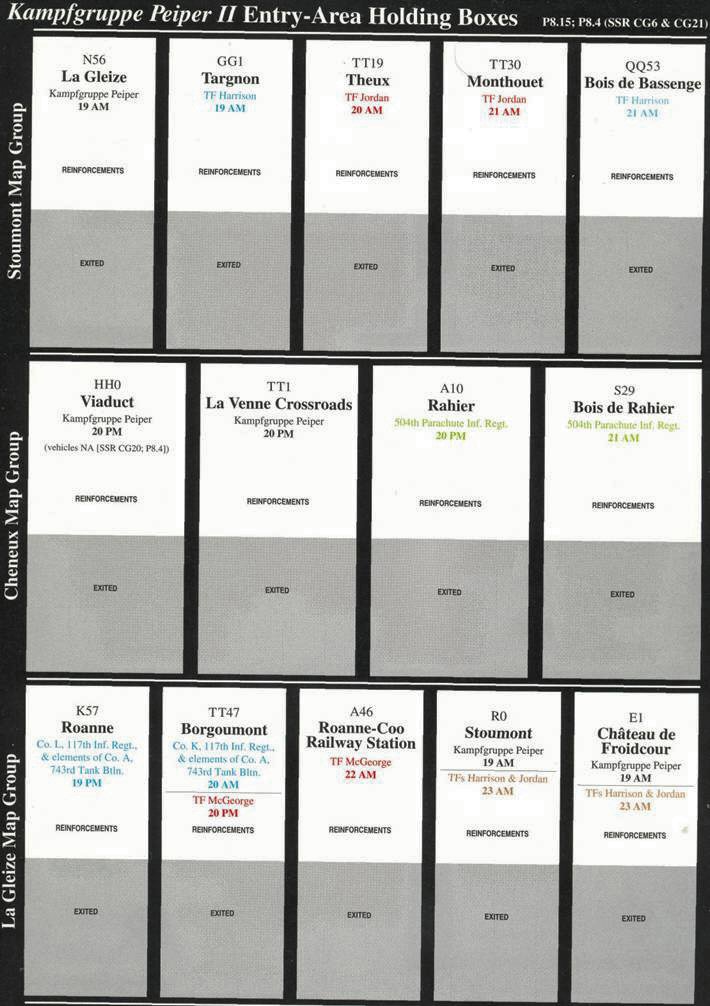 Kampfgruppe Peiper II Entry-Area Holding Boxes P8.15; P8.4 (SSR CG6 & CG21)
Stoumont Map Group
N56
La Gleize
Kampfgruppe Peiper
19 AM
REINFORCEMENTS
EXITED
GG1
Targnon
TF Harrison
19 AM
REINFORCEMENTS
EXITED
TT19
Theux
TF Jordan
20 AM
REINFORCEMENTS
EXITED
TT30
Monthouet
TF Jordan
21 AM
REINFORCEMENTS
EXITED
QQ53
Bois de Bassenge
TF Harrison
21 AM
REINFORCEMENTS
EXITED
Cheneux Map Group
HH0
Viaduct
Kampfgruppe Peiper
20 PM
(vehicles NA [SSR CG20; P8.4])
REINFORCEMENTS
EXITED
TT1
La Venne Crossroads
Kampfgruppe Peiper
20 PM
REINFORCEMENTS
EXITED
A10
Rahier
504th Parachute Inf. Regt.
20 PM
REINFORCEMENTS
EXITED
S29
Bois de Rahier
504th Parachute Inf. Regt.
21 AM
REINFORCEMENTS
EXITED
La Gleize Map Group
K57
Roanne
Co. L, 117th Inf. Regt.,
& elements of Co. A,
743rd Tank Bttn.
19 PM
REINFORCEMENTS
EXITED
TT47
Borgoumont
Co. K, 117th Inf. Regt.,
& elements of Co. A,
743rd Tank Bttn.
20 AM
TF McGeorge
20 PM
REINFORCEMENTS
EXITED
A46
Roanne-Coo
Railway Station
TF McGeorge
22 AM
REINFORCEMENTS
EXITED
R0
Stoumont
Kampfgruppe Peiper
19 AM
TFs Harrison & Jordan
23 AM
REINFORCEMENTS
EXITED
E1
Château de
Froidcour
Kampfgruppe Peiper
19 AM
TFs Harrison & Jordan
23 AM
REINFORCEMENTS
EXITED